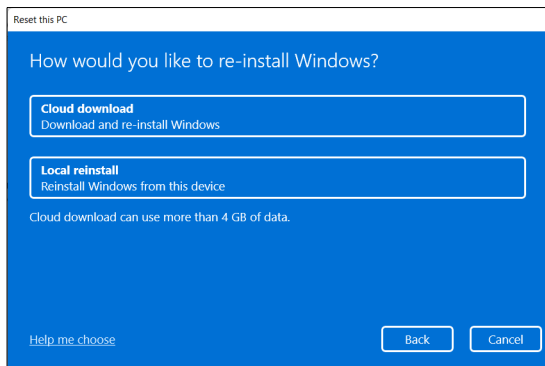 Reset this PC
How would you like to re-install Windows?
Cloud download
Download and re-install Windows
Local reinstall
Reinstall Windows from this device
Cloud download can use more than 4 GB of data.
Help me choose
Back
Cancel